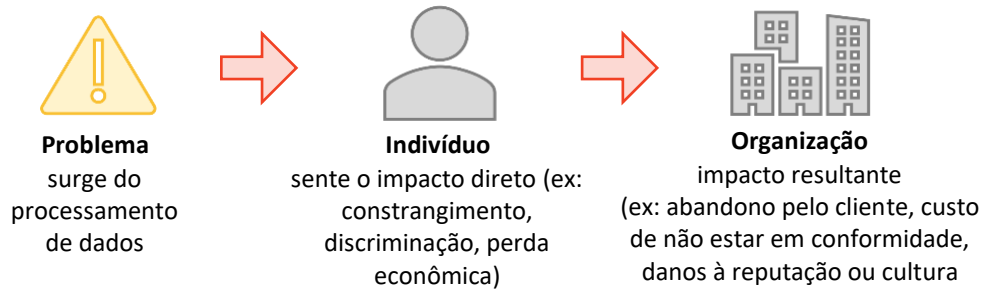 Problema
surge do
processamento
de dados
Indivíduo
sente o impacto direto (ex:
constrangimento,
discriminação, perda
econômica)
Organização
impacto resultante
(ex: abandono pelo cliente, custo
de não estar em conformidade,
danos à reputação ou cultura